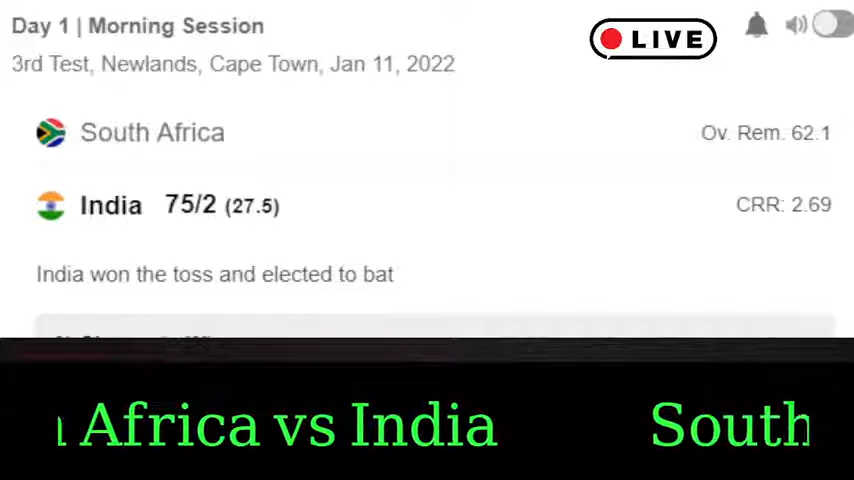 Day 1 | Morning Session
LIVE
3rd Test, Newlands, Cape Town, Jan 11, 2022
South Africa
Ov. Rem. 62.1
India 75/2 (27.5)
CRR: 2.69
India won the toss and elected to bat
Africa vs India
South